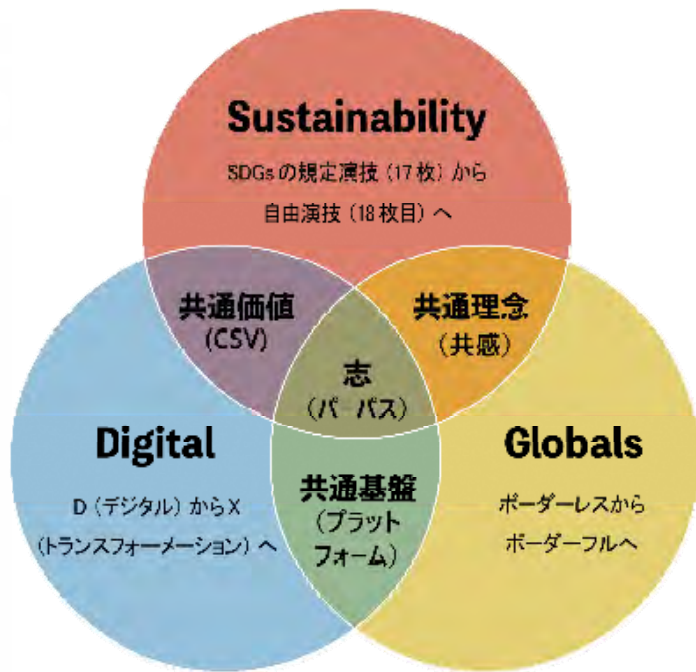 Sustainability
SDGsの規定演技（17枚）から
自由演技（18枚目）へ
共通価値
(CSV)
共通理念
（共感）
志
（パーパス）
Digital
D（デジタル）からX
（トランスフォーメーション）へ
共通基盤
（プラット
フォーム）
Globals
ボーダーレスから
ボーダーフルへ